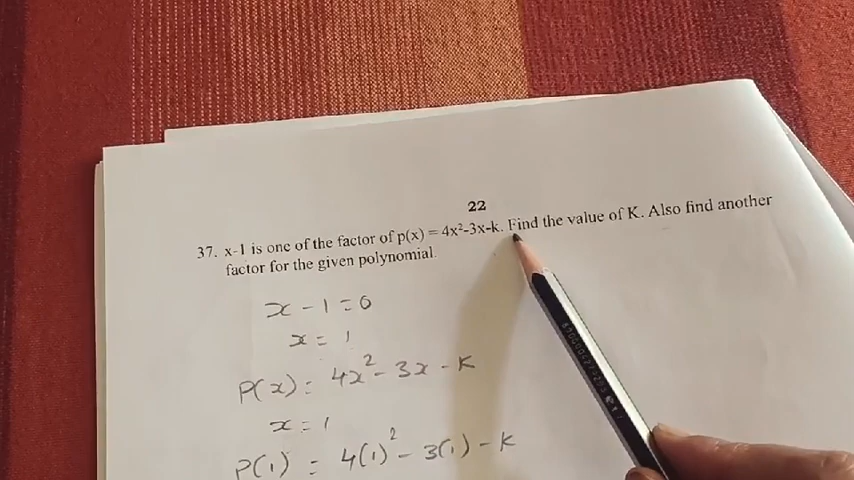 22
37. x-1 is one of the factor of p(x) = 4x²-3x-k. Find the value of K. Also find another
factor for the given polynomial.
x - 1 = 0
x = 1
P(x) = 4x² - 3x - K
x = 1
P(1) = 4(1)² - 3(1) - K